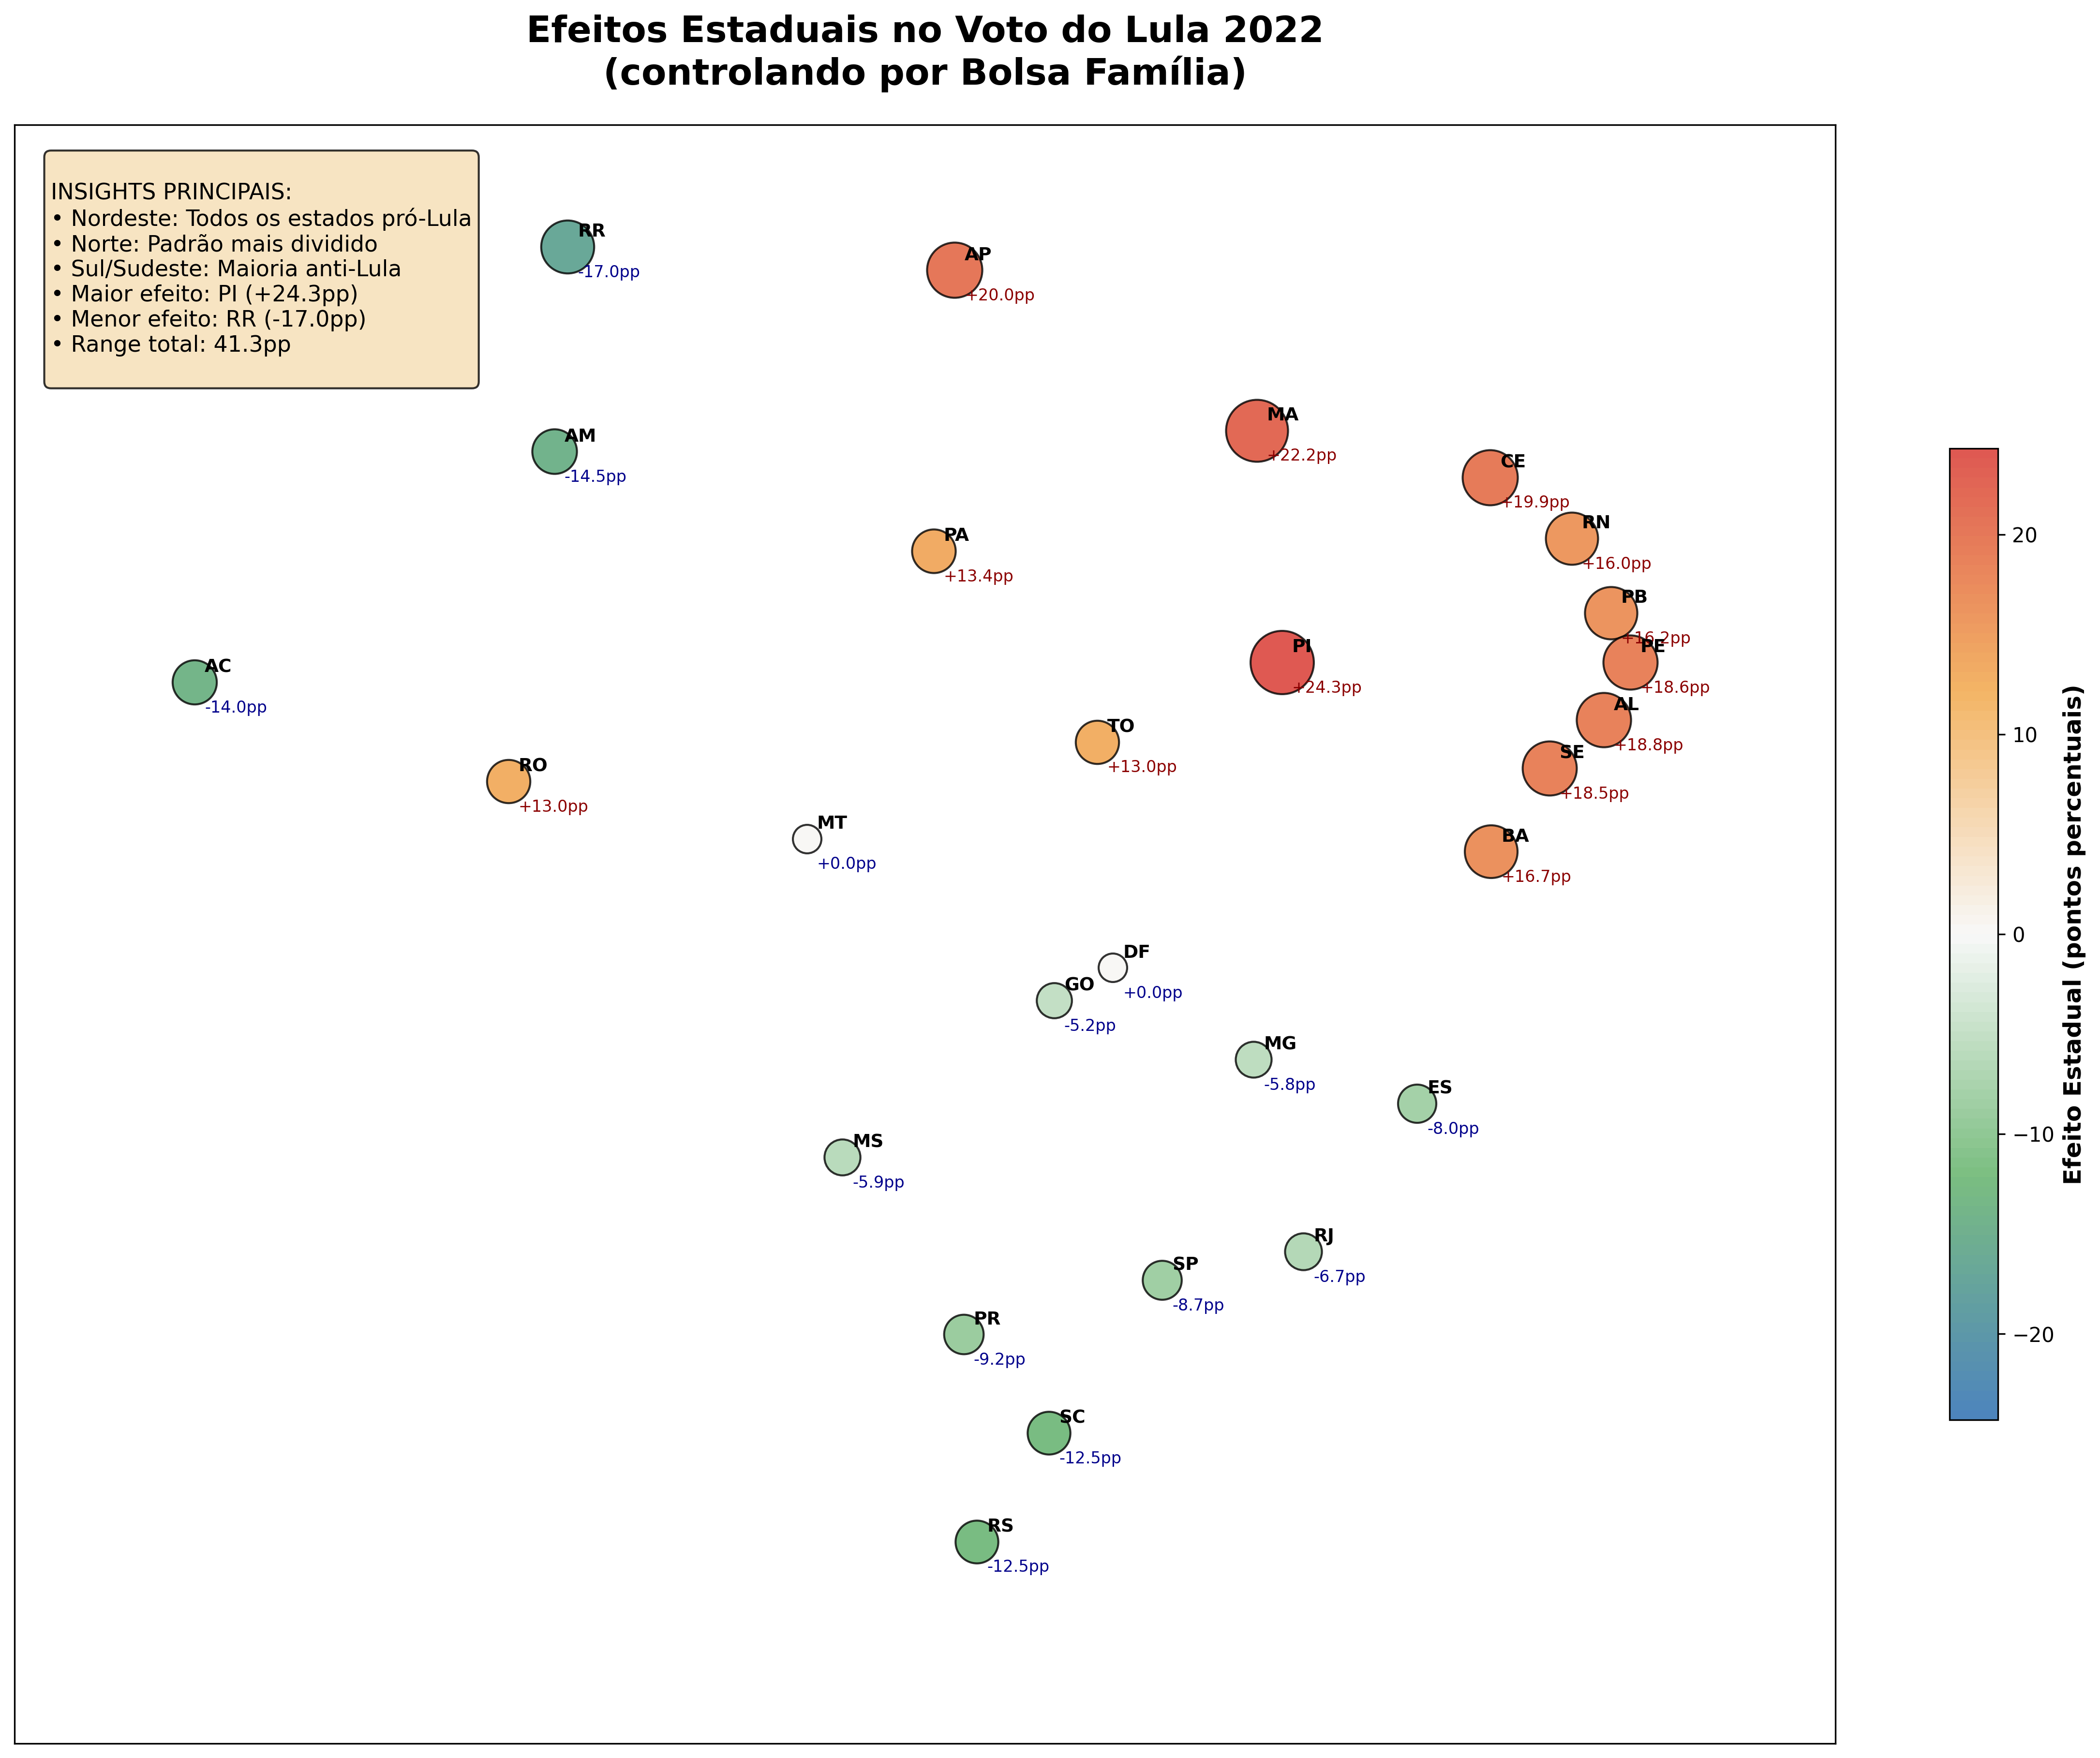 Efeitos Estaduais no Voto do Lula 2022
(controlando por Bolsa Família)
INSIGHTS PRINCIPAIS:
• Nordeste: Todos os estados pró-Lula
• Norte: Padrão mais dividido
• Sul/Sudeste: Maioria anti-Lula
• Maior efeito: PI (+24.3pp)
• Menor efeito: RR (-17.0pp)
• Range total: 41.3pp
RR
-17.0pp
AP
+20.0pp
AM
-14.5pp
MA
+22.2pp
CE
+19.9pp
RN
+16.0pp
PA
+13.4pp
PB
+16.2pp
PE
+18.6pp
PI
+24.3pp
AC
-14.0pp
AL
+18.8pp
TO
+13.0pp
SE
+18.5pp
RO
+13.0pp
MT
+0.0pp
BA
+16.7pp
DF
+0.0pp
GO
-5.2pp
MG
-5.8pp
ES
-8.0pp
MS
-5.9pp
RJ
-6.7pp
SP
-8.7pp
PR
-9.2pp
SC
-12.5pp
RS
-12.5pp
20
10
0
−10
−20
Efeito Estadual (pontos percentuais)